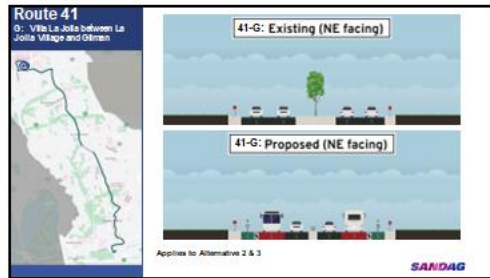 Route 41
G: Villa La Jolla between La
Jolla Village and Gilman
41-G: Existing (NE facing)
41-G: Proposed (NE facing)
Applies to Alternative 2 & 3
SANDAG